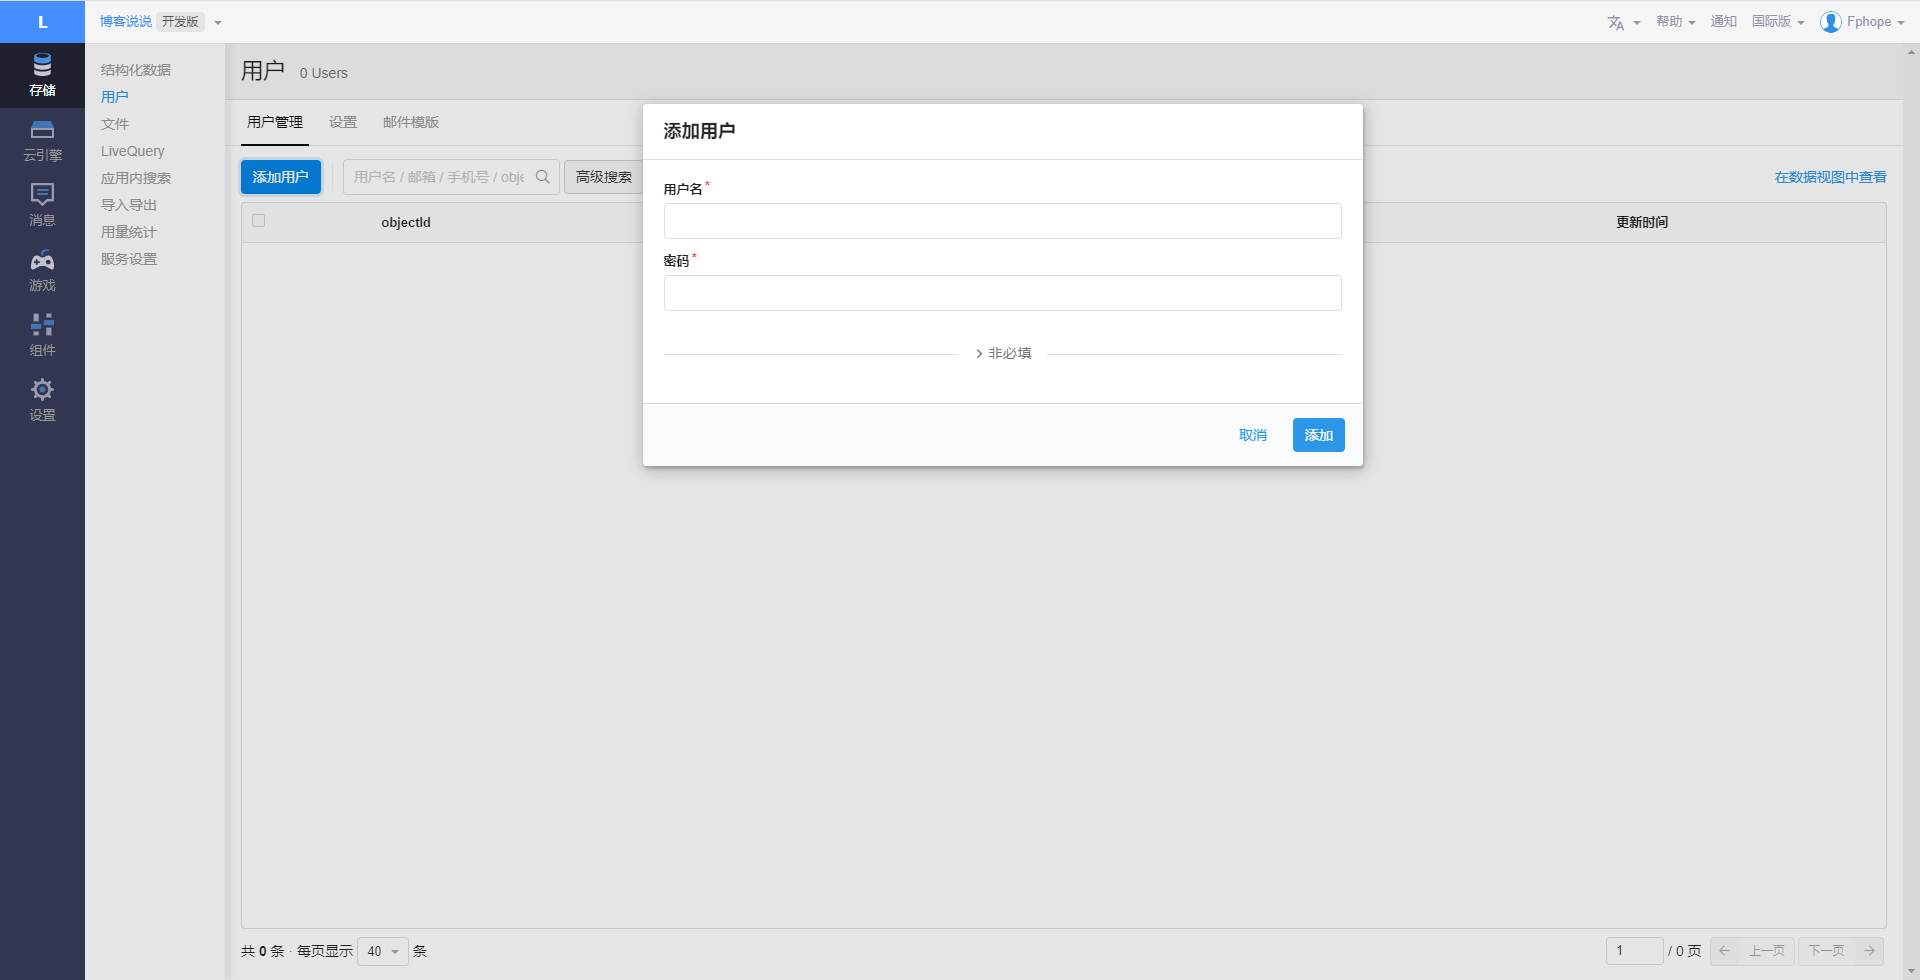 L
博客说说 开发版
帮助
通知
国际版
Fphope
存储
云引擎
消息
游戏
组件
设置
结构化数据
用户
文件
LiveQuery
应用内搜索
导入导出
用量统计
服务设置
用户 0 Users
用户管理 设置 邮件模版
添加用户
用户名 / 邮箱 / 手机号 / obje
高级搜索
在数据视图中查看
objectId
更新时间
添加用户
用户名*
密码*
非必填
取消 添加
共 0 条 · 每页显示 40 条
1 / 0 页 ← 上一页 下一页 →